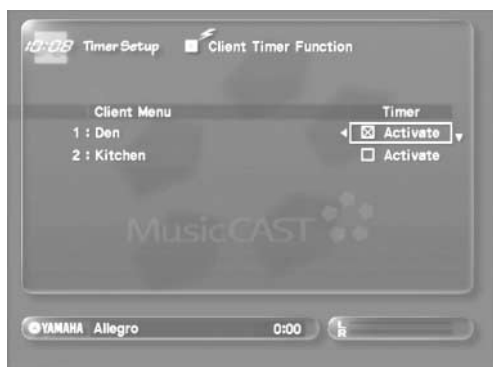 10:08 Timer Setup Client Timer Function
Client Menu Timer
1 : Den Activate
2 : Kitchen Activate
MusicCAST
YAMAHA Allegro 0:00 L
R